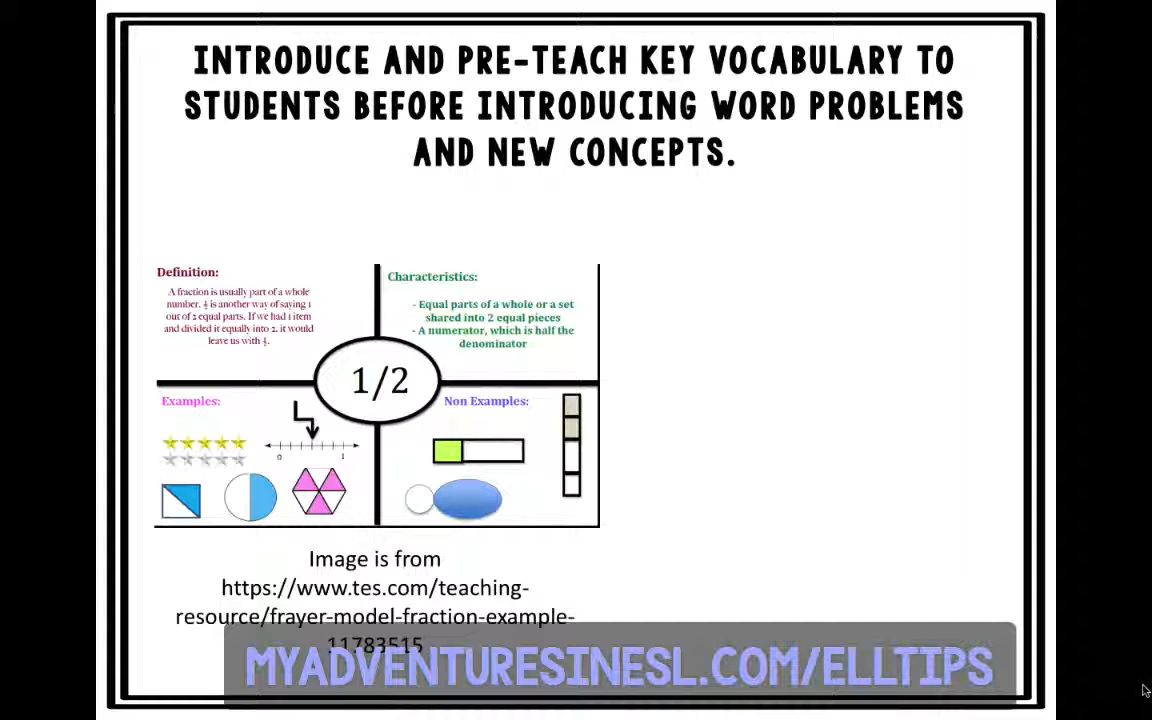 INTRODUCE AND PRE-TEACH KEY VOCABULARY TO
STUDENTS BEFORE INTRODUCING WORD PROBLEMS
AND NEW CONCEPTS.
Definition:
A fraction is usually part of a whole
number. ½ is another way of saying 1
out of 2 equal parts. If we had 1 item
and divided it equally into 2, it would
leave us with ½.
Characteristics:
- Equal parts of a whole or a set
shared into 2 equal pieces
- A numerator, which is half the
denominator
1/2
Examples:
0 1
Non Examples:
Image is from
https://www.tes.com/teaching-
resource/frayer-model-fraction-example-
11783515
MYADVENTURESINESL.COM/ELLTIPS